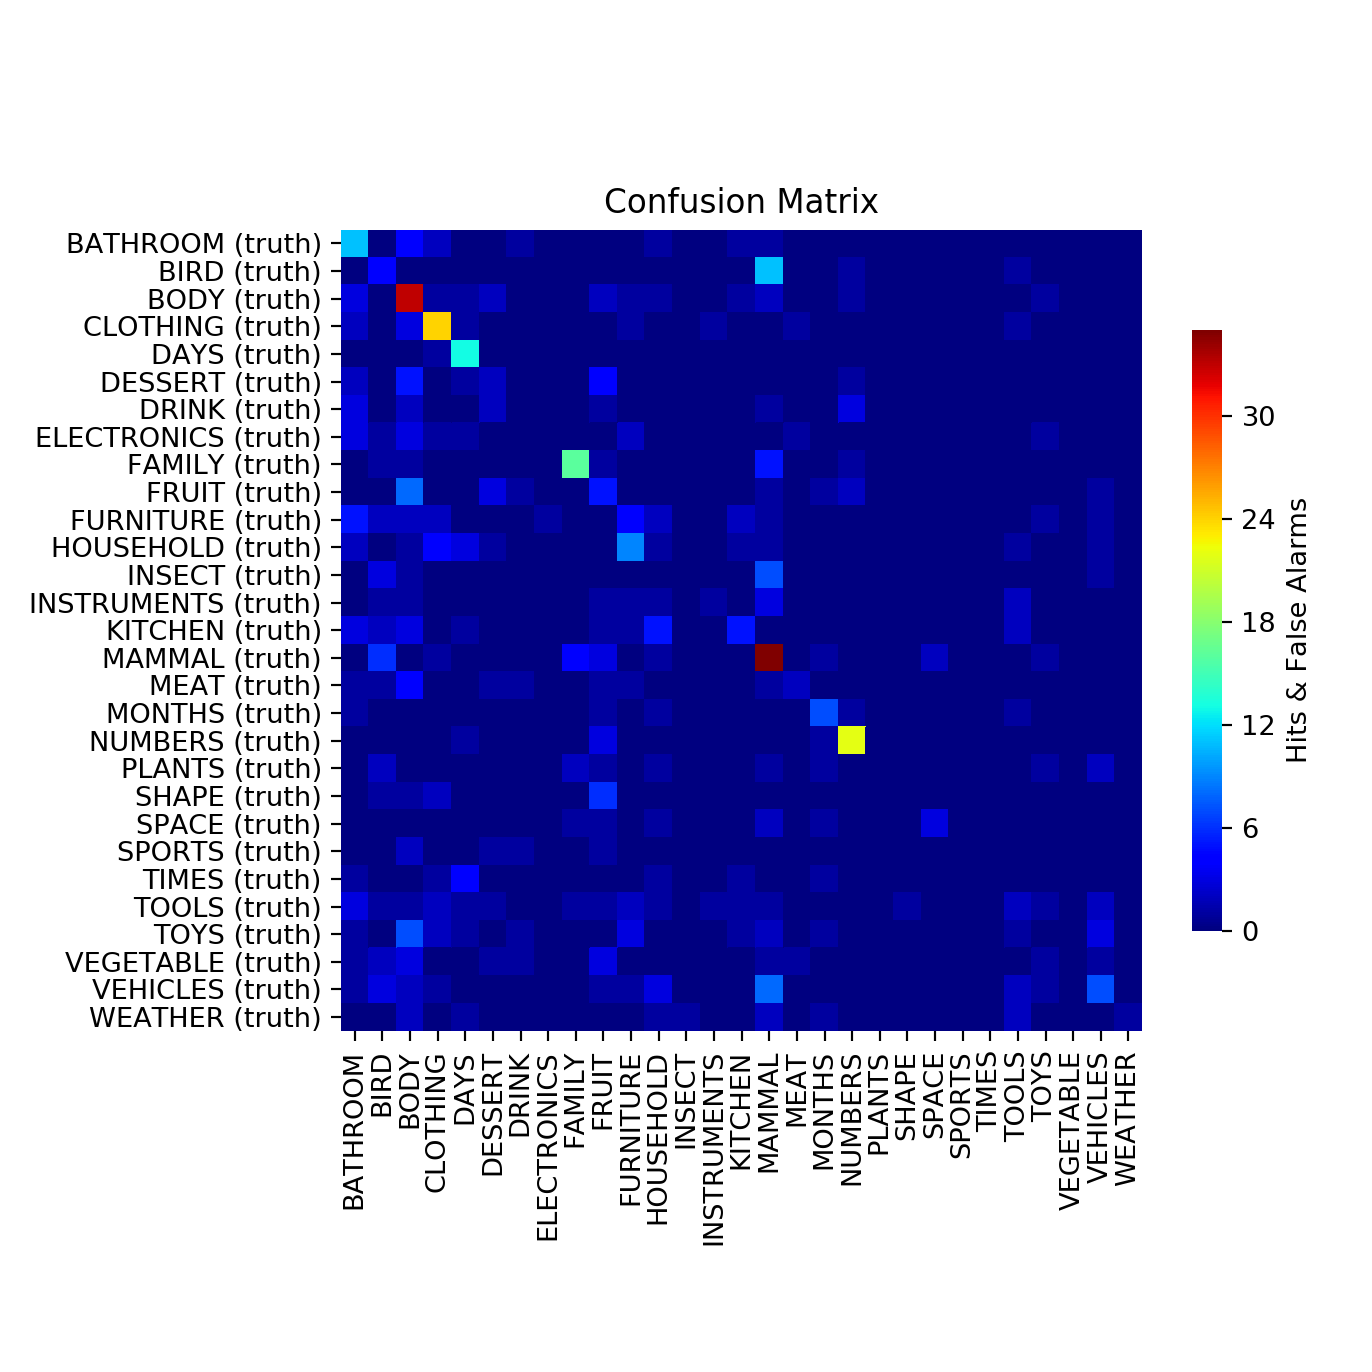 Confusion Matrix
BATHROOM (truth)
BIRD (truth)
BODY (truth)
CLOTHING (truth)
DAYS (truth)
DESSERT (truth)
DRINK (truth)
ELECTRONICS (truth)
FAMILY (truth)
FRUIT (truth)
FURNITURE (truth)
HOUSEHOLD (truth)
INSECT (truth)
INSTRUMENTS (truth)
KITCHEN (truth)
MAMMAL (truth)
MEAT (truth)
MONTHS (truth)
NUMBERS (truth)
PLANTS (truth)
SHAPE (truth)
SPACE (truth)
SPORTS (truth)
TIMES (truth)
TOOLS (truth)
TOYS (truth)
VEGETABLE (truth)
VEHICLES (truth)
WEATHER (truth)
BATHROOM
BIRD
BODY
CLOTHING
DAYS
DESSERT
DRINK
ELECTRONICS
FAMILY
FRUIT
FURNITURE
HOUSEHOLD
INSECT
INSTRUMENTS
KITCHEN
MAMMAL
MEAT
MONTHS
NUMBERS
PLANTS
SHAPE
SPACE
SPORTS
TIMES
TOOLS
TOYS
VEGETABLE
VEHICLES
WEATHER
30
24
18
12
6
0
Hits & False Alarms